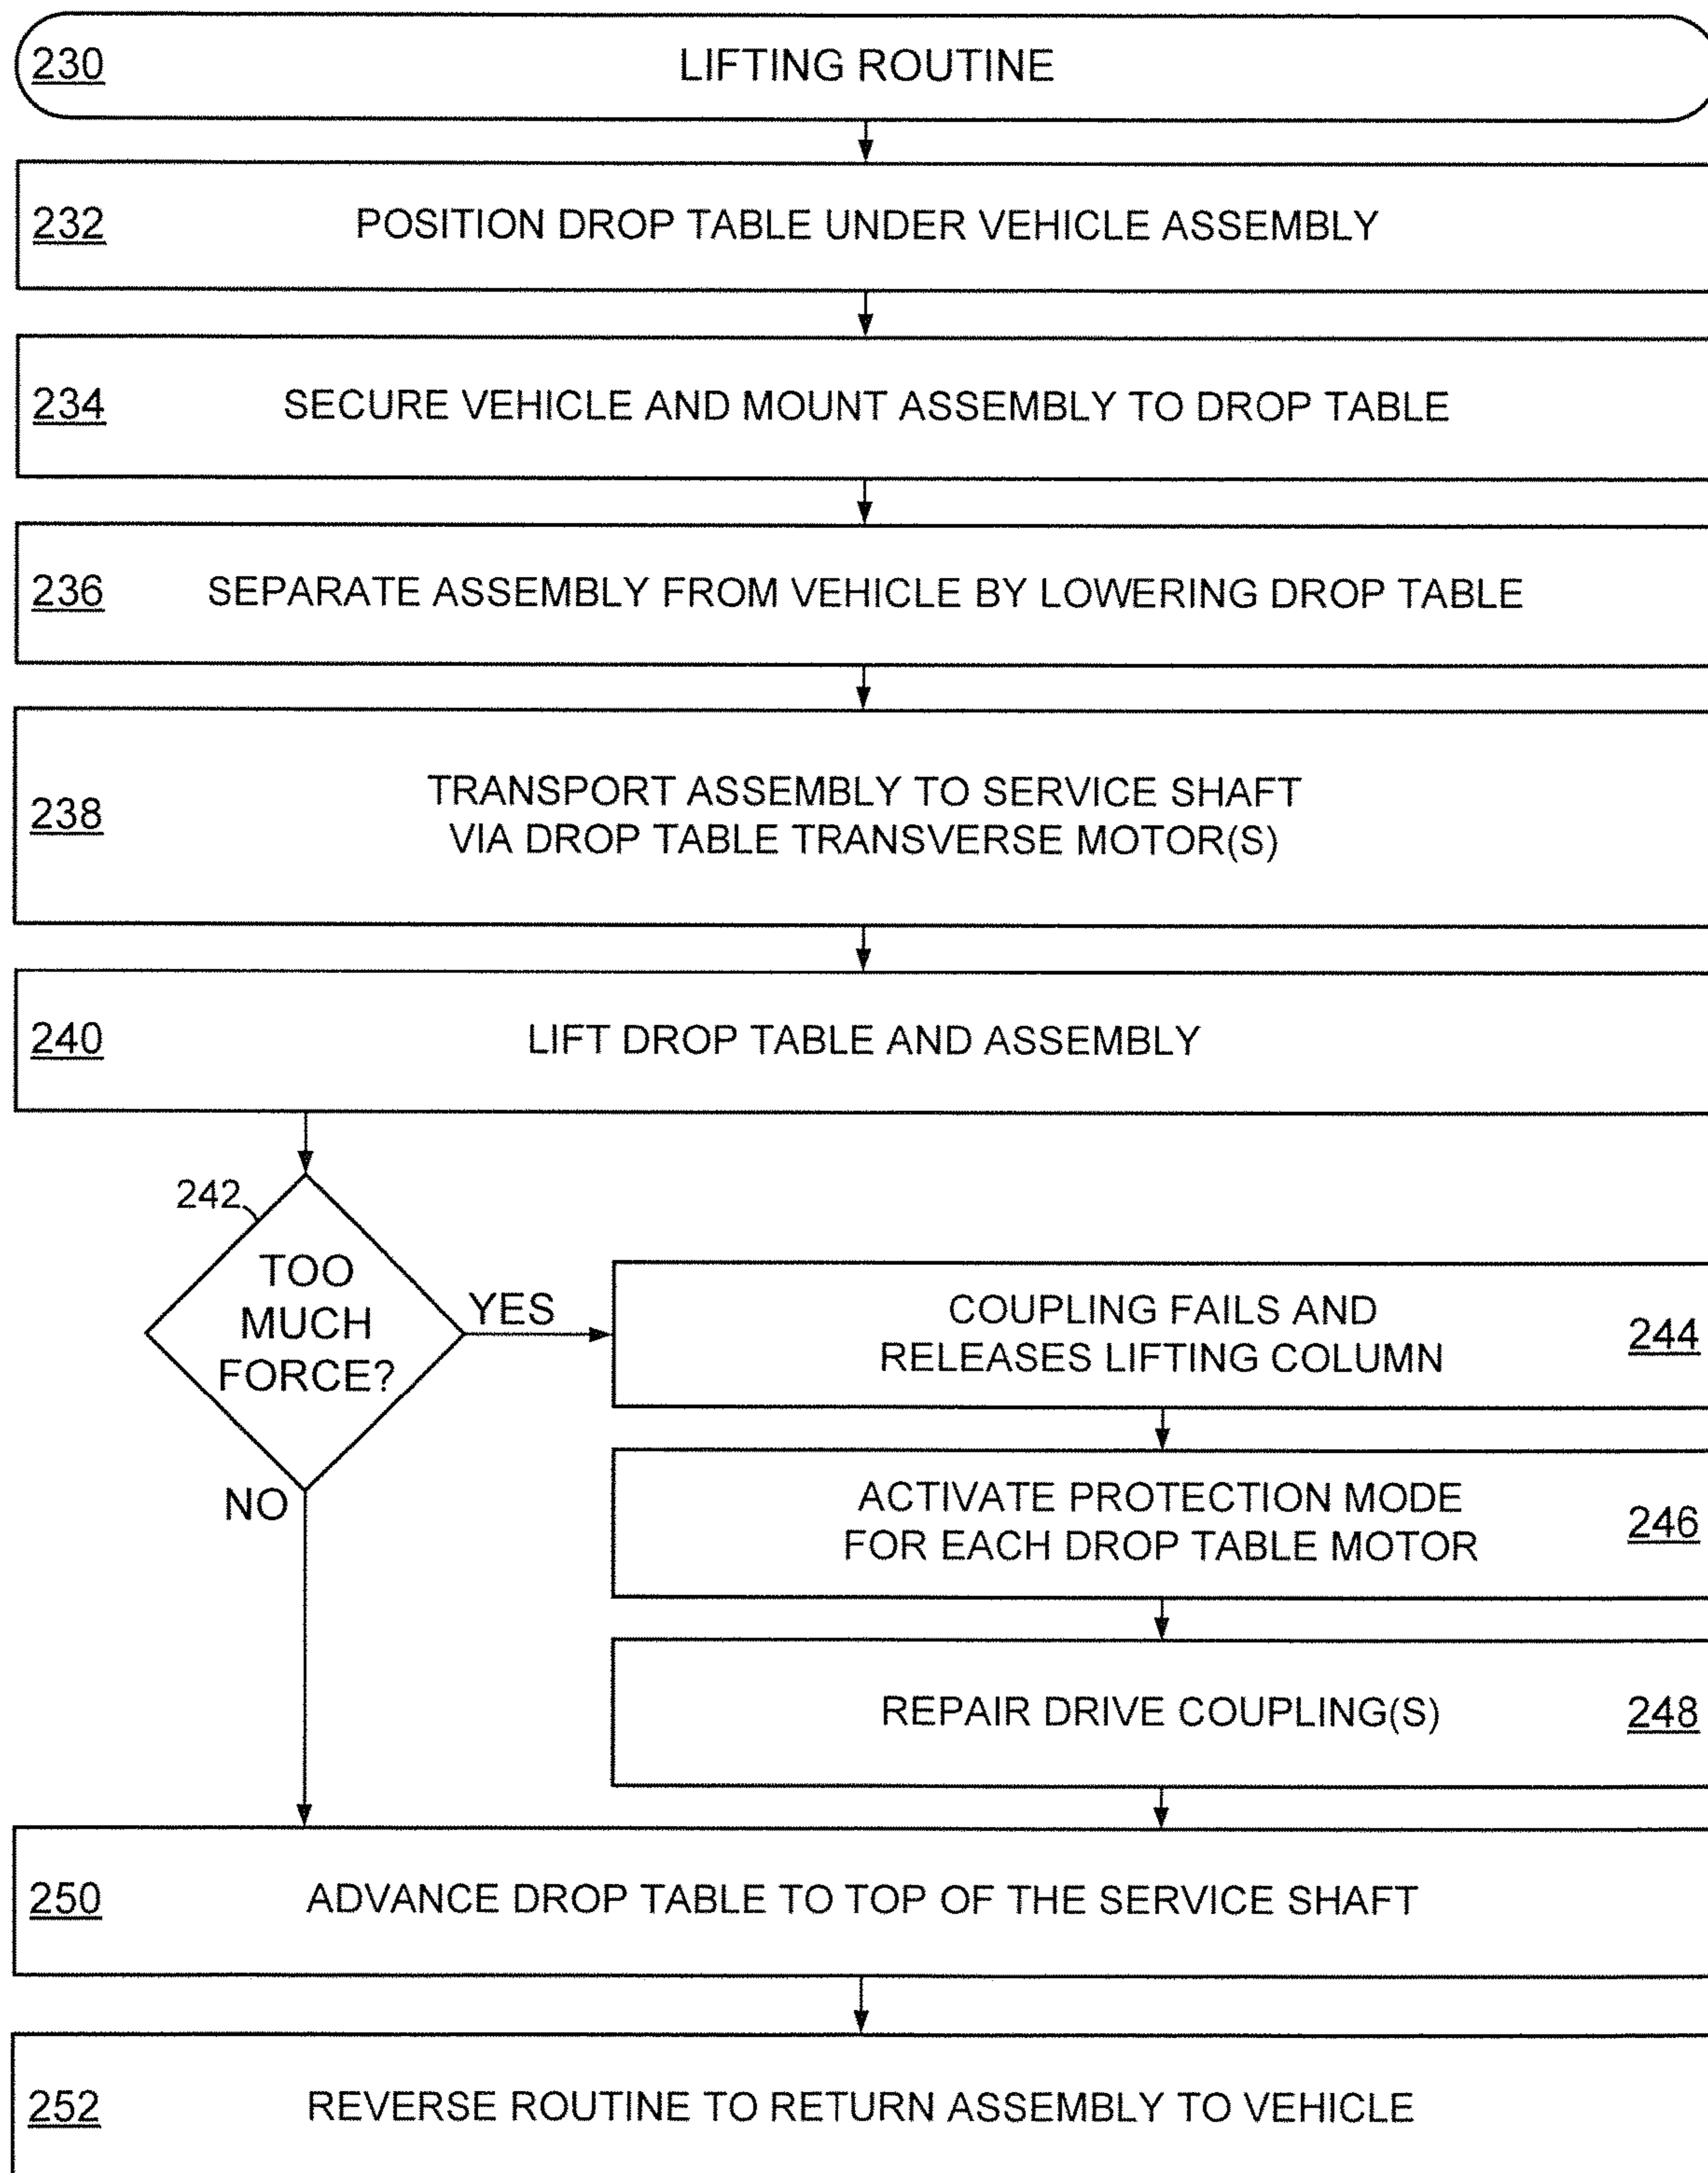 230 LIFTING ROUTINE
232 POSITION DROP TABLE UNDER VEHICLE ASSEMBLY
234 SECURE VEHICLE AND MOUNT ASSEMBLY TO DROP TABLE
236 SEPARATE ASSEMBLY FROM VEHICLE BY LOWERING DROP TABLE
238 TRANSPORT ASSEMBLY TO SERVICE SHAFT
VIA DROP TABLE TRANSVERSE MOTOR(S)
240 LIFT DROP TABLE AND ASSEMBLY
242
TOO
MUCH
FORCE?
YES
NO
COUPLING FAILS AND
RELEASES LIFTING COLUMN
244
ACTIVATE PROTECTION MODE
FOR EACH DROP TABLE MOTOR
246
REPAIR DRIVE COUPLING(S) 248
250 ADVANCE DROP TABLE TO TOP OF THE SERVICE SHAFT
252 REVERSE ROUTINE TO RETURN ASSEMBLY TO VEHICLE